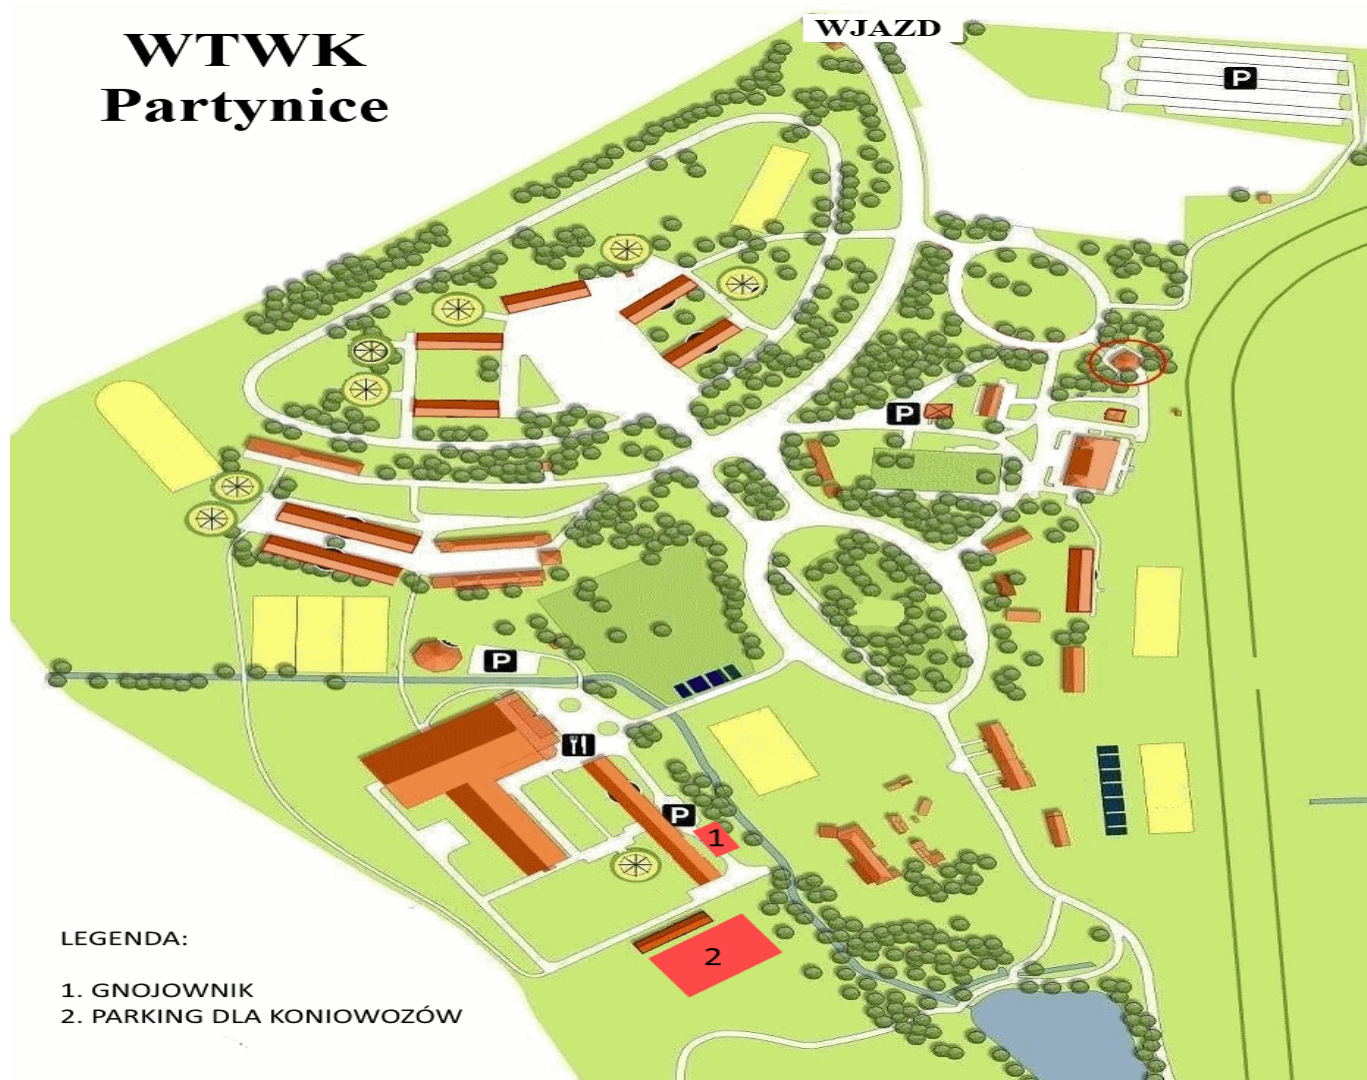 WTWK
Partynice
WJAZD
P
P
P
P
1
2
LEGENDA:
1. GNOJOWNIK
2. PARKING DLA KONIOWOZÓW